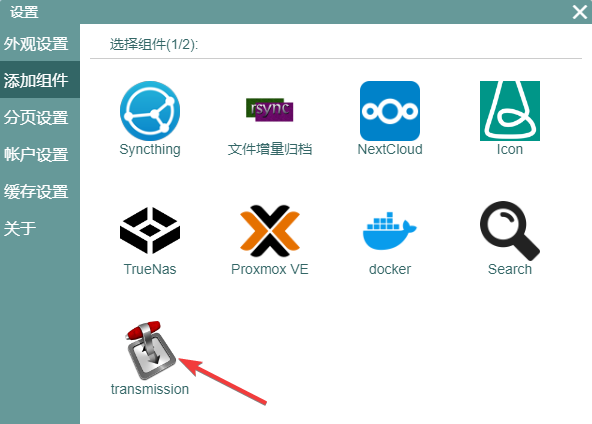 设置
外观设置
添加组件
分页设置
帐户设置
缓存设置
关于
选择组件(1/2):
Syncthing
rsync
文件增量归档
NextCloud
Icon
TrueNas
Proxmox VE
docker
Search
transmission